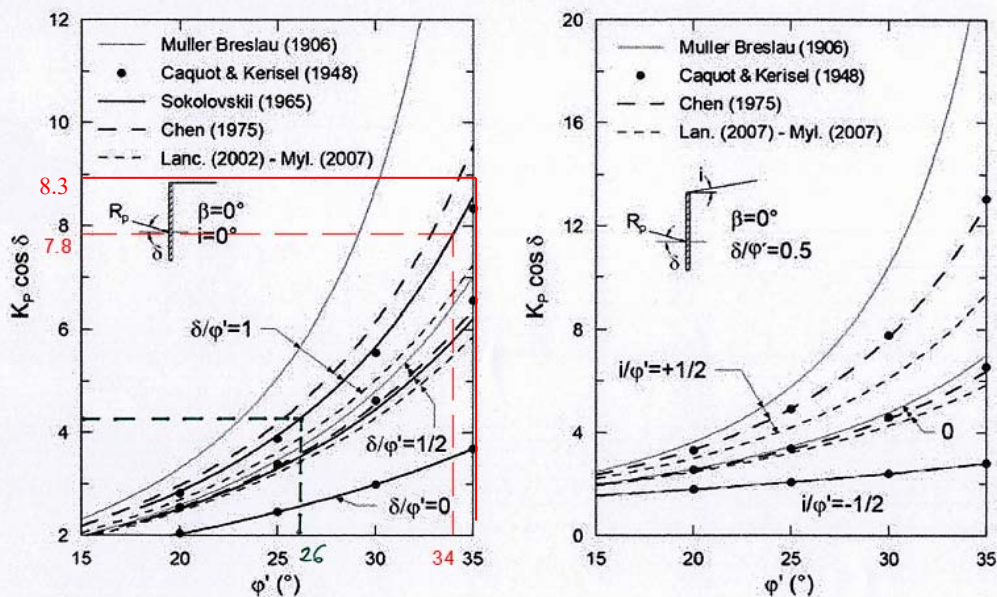 12
10
8
6
4
2
8.3
7.8
Kp cos δ
Muller Breslau (1906)
Caquot & Kerisel (1948)
Sokolovskii (1965)
Chen (1975)
Lanc. (2002) - Myl. (2007)
Rp
δ
β=0°
i=0°
δ/φ'=1
δ/φ'=1/2
δ/φ'=0
26
34
15
20
25
30
35
φ' (°)
20
16
12
8
4
0
Kp cos δ
Muller Breslau (1906)
Caquot & Kerisel (1948)
Chen (1975)
Lan. (2007) - Myl. (2007)
i
Rp
δ
β=0°
δ/φ'=0.5
i/φ'=+1/2
0
i/φ'=-1/2
15
20
25
30
35
φ' (°)